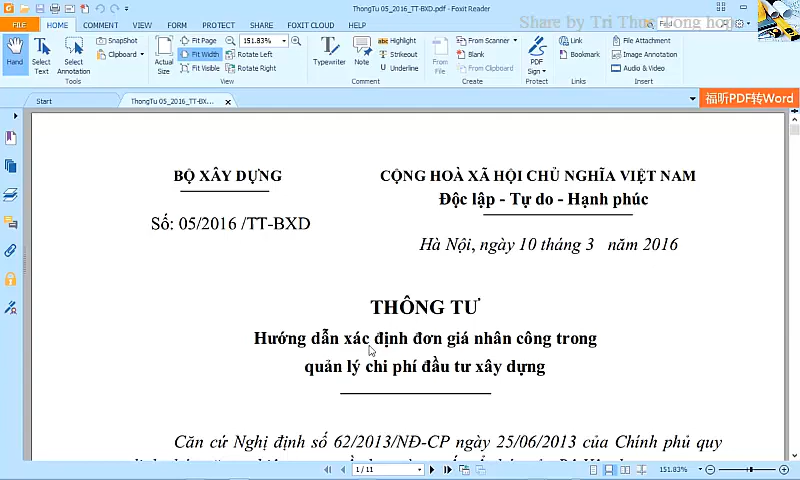 ThongTu 05_2016_TT-BXD.pdf - Foxit Reader
Share by Tri Thuc
FILE HOME COMMENT VIEW FORM PROTECT SHARE FOXIT CLOUD HELP
Find
Hand
Select Text
Select Annotation
SnapShot
Clipboard
Tools
Actual Size
Fit Page
Fit Width
Fit Visible
151.83%
Rotate Left
Rotate Right
View
Typewriter
Note
Highlight
Strikeout
Underline
Comment
From File
From Scanner
Blank
From Clipboard
Create
PDF Sign
Protect
Link
Bookmark
Links
File Attachment
Image Annotation
Audio & Video
Insert
Start
ThongTu 05_2016_TT-BX...
福昕PDF转Word
BỘ XÂY DỰNG
CỘNG HOÀ XÃ HỘI CHỦ NGHĨA VIỆT NAM
Độc lập - Tự do - Hạnh phúc
Số: 05/2016 /TT-BXD
Hà Nội, ngày 10 tháng 3 năm 2016
THÔNG TƯ
Hướng dẫn xác định đơn giá nhân công trong
quản lý chi phí đầu tư xây dựng
Căn cứ Nghị định số 62/2013/NĐ-CP ngày 25/06/2013 của Chính phủ quy
1 / 11
151.83%